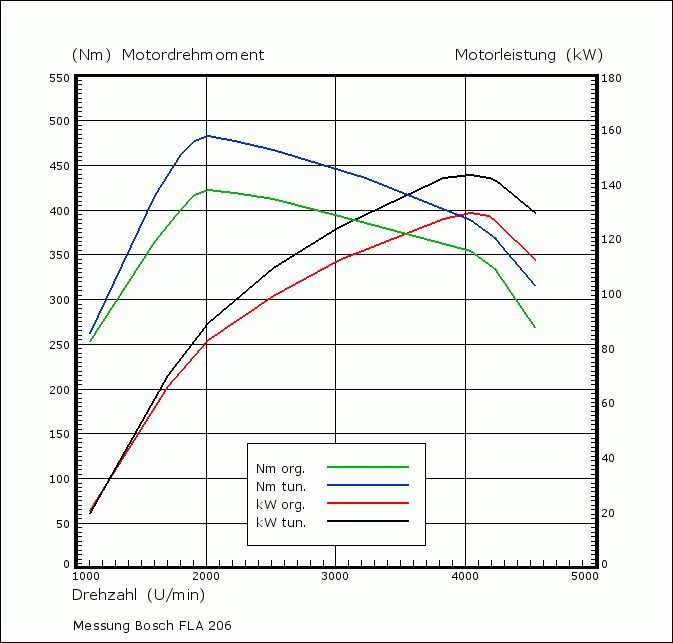 (Nm) Motordrehmoment Motorleistung (kW)
550 180
500 160
450 140
400 120
350 100
300 80
250 60
200 40
150 20
100 0
50
0
Nm org.
Nm tun.
kW org.
kW tun.
1000 2000 3000 4000 5000
Drehzahl (U/min)
Messung Bosch FLA 206